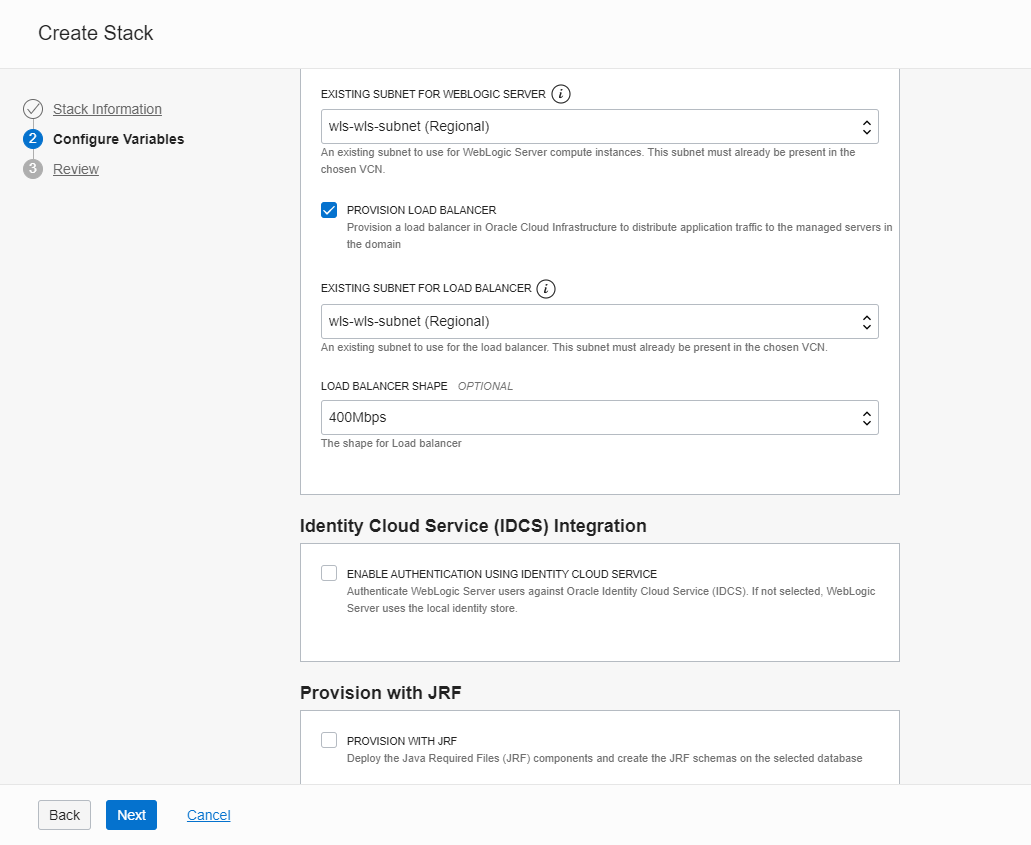 Create Stack
Stack Information
2 Configure Variables
3 Review
EXISTING SUBNET FOR WEBLOGIC SERVER i
wls-wls-subnet (Regional)
An existing subnet to use for WebLogic Server compute instances. This subnet must already be present in the
chosen VCN.
PROVISION LOAD BALANCER
Provision a load balancer in Oracle Cloud Infrastructure to distribute application traffic to the managed servers in
the domain
EXISTING SUBNET FOR LOAD BALANCER i
wls-wls-subnet (Regional)
An existing subnet to use for the load balancer. This subnet must already be present in the chosen VCN.
LOAD BALANCER SHAPE OPTIONAL
400Mbps
The shape for Load balancer
Identity Cloud Service (IDCS) Integration
ENABLE AUTHENTICATION USING IDENTITY CLOUD SERVICE
Authenticate WebLogic Server users against Oracle Identity Cloud Service (IDCS). If not selected, WebLogic
Server uses the local identity store.
Provision with JRF
PROVISION WITH JRF
Deploy the Java Required Files (JRF) components and create the JRF schemas on the selected database
Back Next Cancel